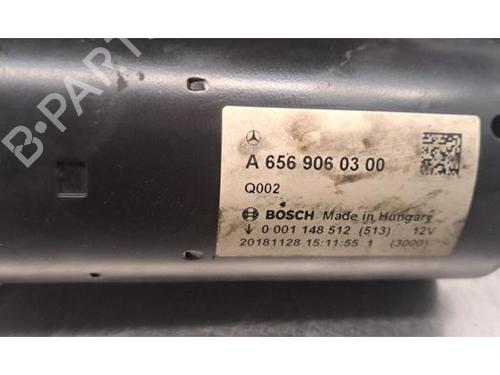 B-PARTS
A 656 906 03 00
Q002
BOSCH Made in Hungary
0 001 148 512 (513) 12V
20181128 15:11:55 1 (3000)